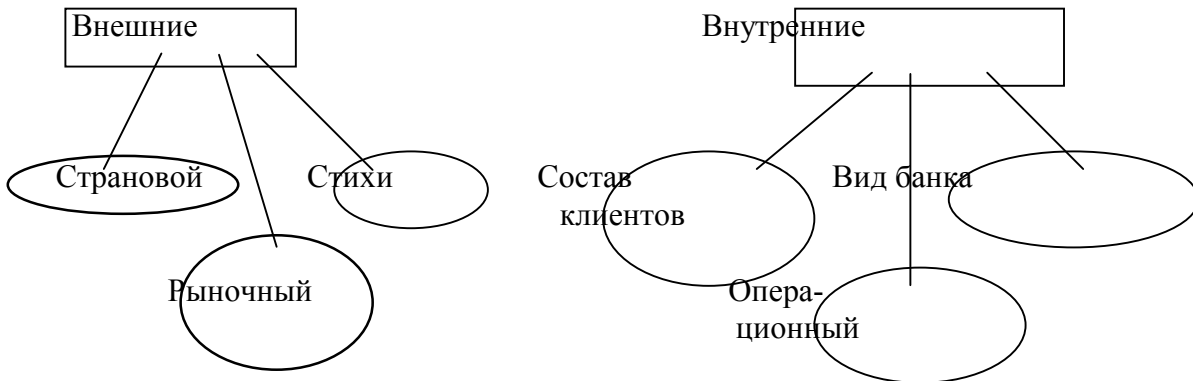 Внешние
Внутренние
Страновой
Стихи
Состав
клиентов
Вид банка
Рыночный
Опера-
ционный